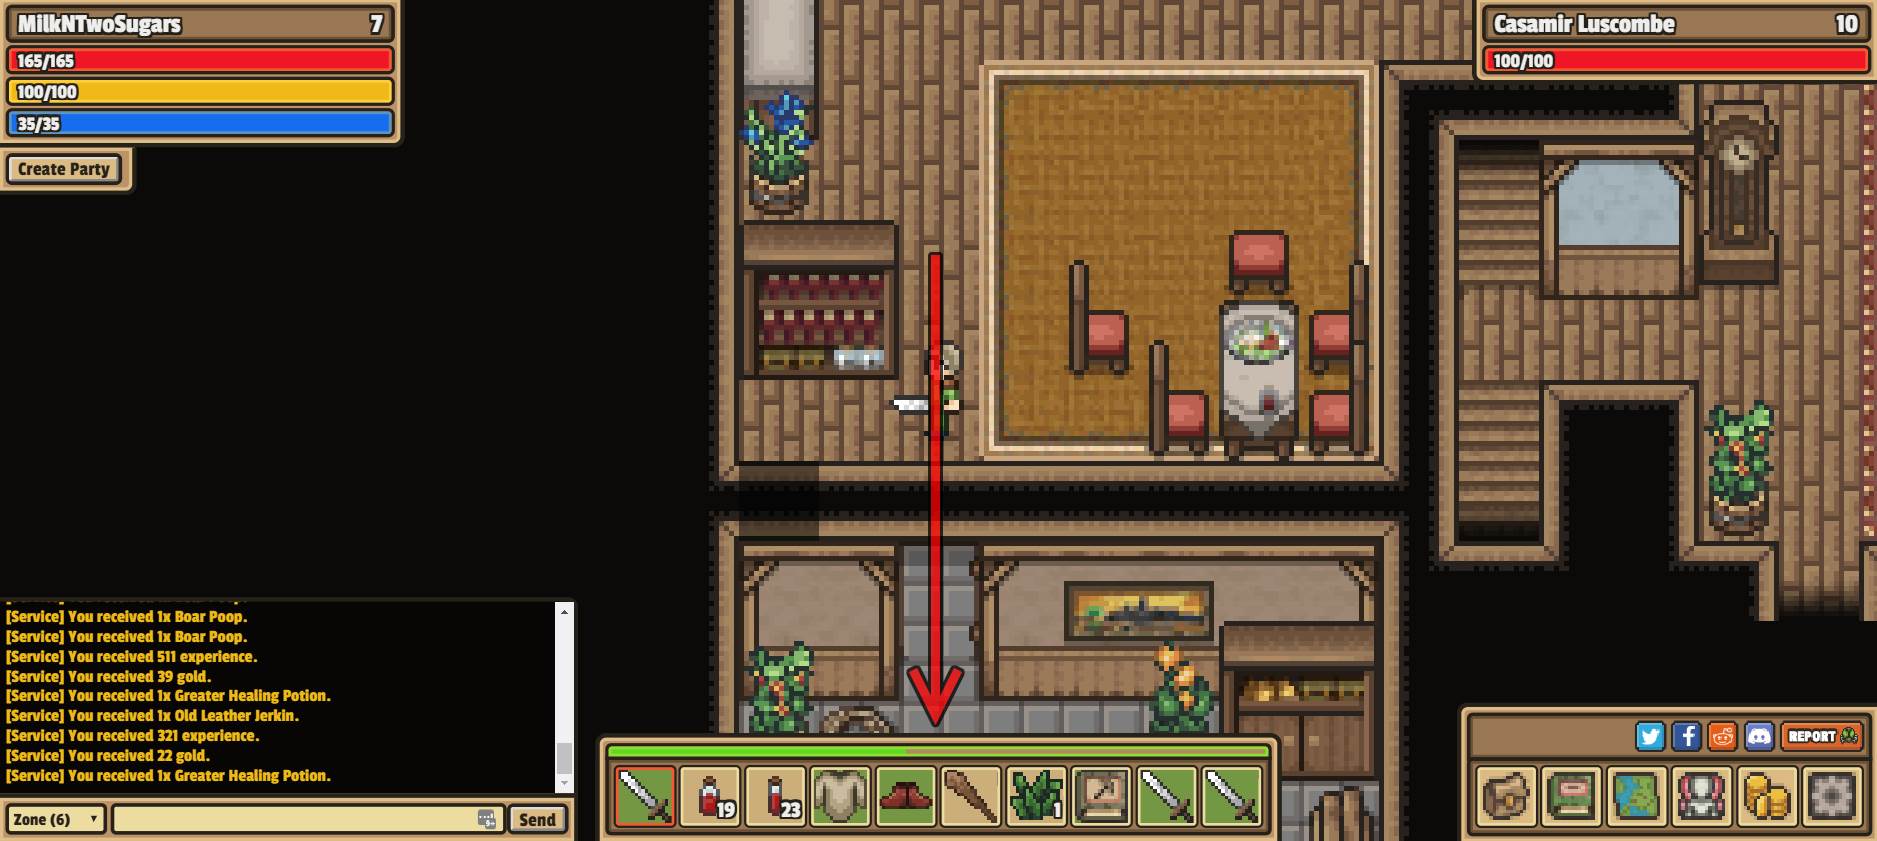 MilkNTwoSugars 7
165/165
100/100
35/35
Create Party
Casamir Luscombe 10
100/100
[Service] You received 1x Boar Poop.
[Service] You received 1x Boar Poop.
[Service] You received 511 experience.
[Service] You received 39 gold.
[Service] You received 1x Greater Healing Potion.
[Service] You received 1x Old Leather Jerkin.
[Service] You received 321 experience.
[Service] You received 22 gold.
[Service] You received 1x Greater Healing Potion.
Zone (6) Send
19 23 1
REPORT